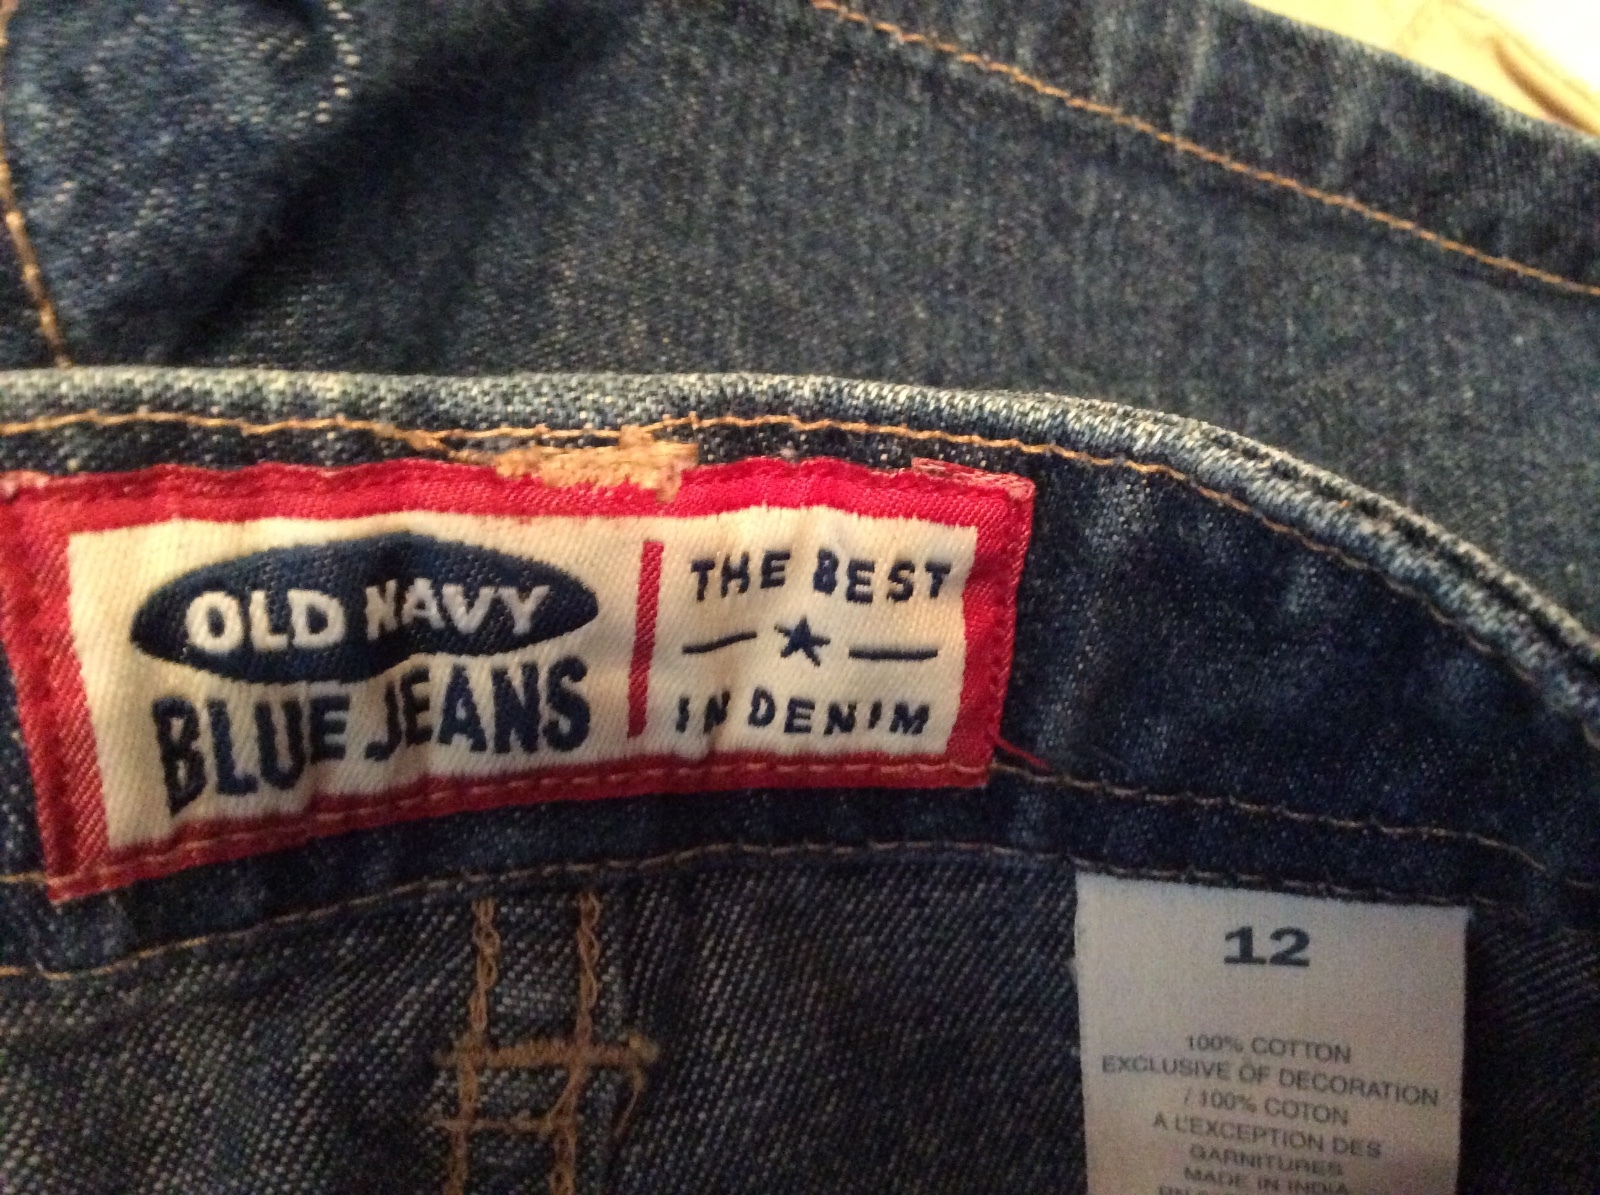 OLD NAVY
BLUE JEANS
THE BEST
IN DENIM
12
100% COTTON
EXCLUSIVE OF DECORATION
/ 100% COTON
A L'EXCEPTION DES
GARNITURES
MADE IN INDIA